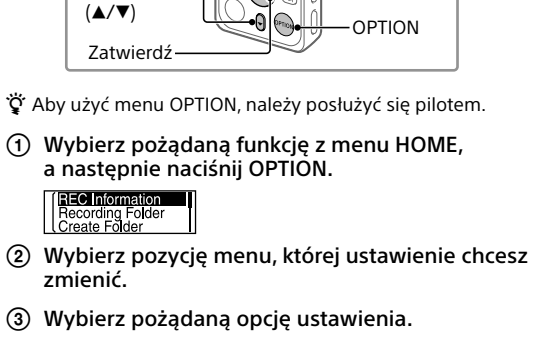 (▲/▼)
OPTION
OPTION
Zatwierdź
Aby użyć menu OPTION, należy posłużyć się pilotem.
① Wybierz pożądaną funkcję z menu HOME,
a następnie naciśnij OPTION.
REC Information
Recording Folder
Create Folder
② Wybierz pozycję menu, której ustawienie chcesz
zmienić.
③ Wybierz pożądaną opcję ustawienia.